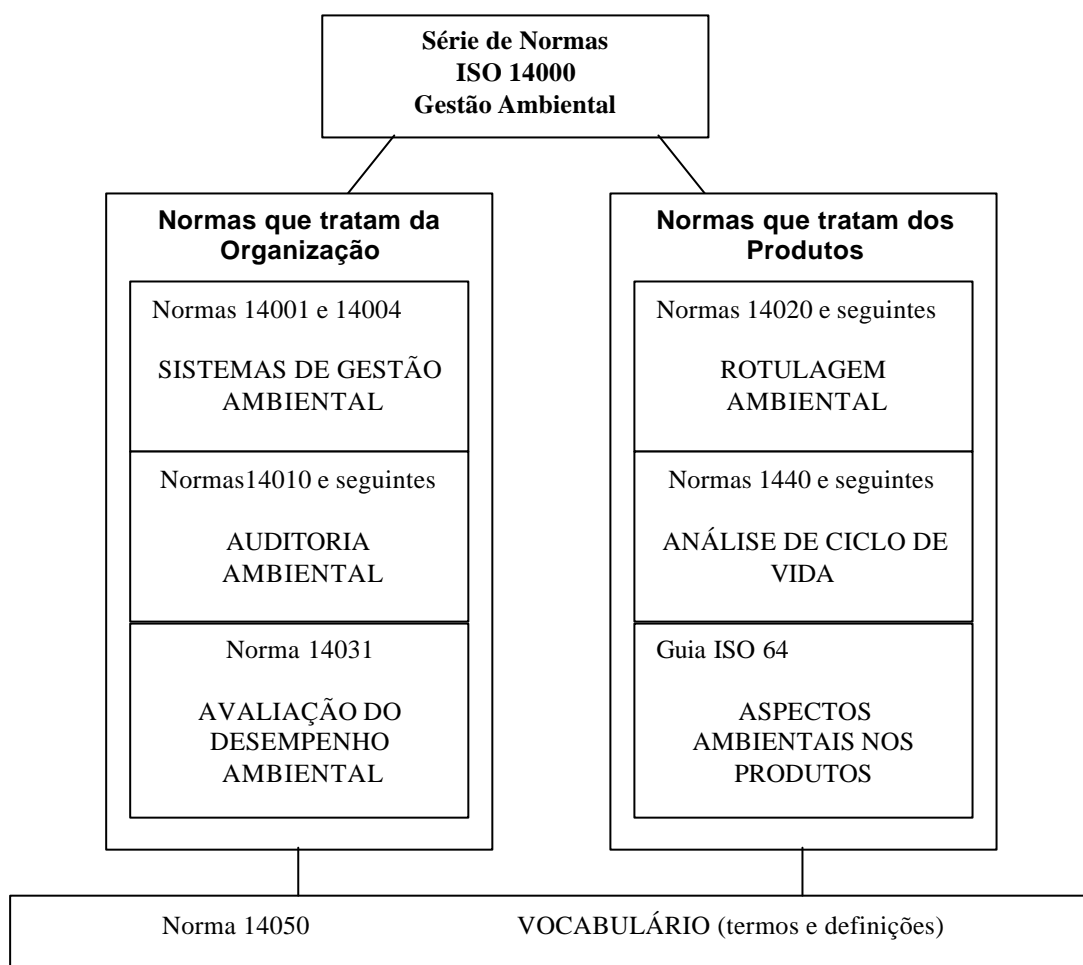 Série de Normas
ISO 14000
Gestão Ambiental
Normas que tratam da
Organização
Normas 14001 e 14004
SISTEMAS DE GESTÃO
AMBIENTAL
Normas14010 e seguintes
AUDITORIA
AMBIENTAL
Norma 14031
AVALIAÇÃO DO
DESEMPENHO
AMBIENTAL
Normas que tratam dos
Produtos
Normas 14020 e seguintes
ROTULAGEM
AMBIENTAL
Normas 1440 e seguintes
ANÁLISE DE CICLO DE
VIDA
Guia ISO 64
ASPECTOS
AMBIENTAIS NOS
PRODUTOS
Norma 14050 VOCABULÁRIO (termos e definições)